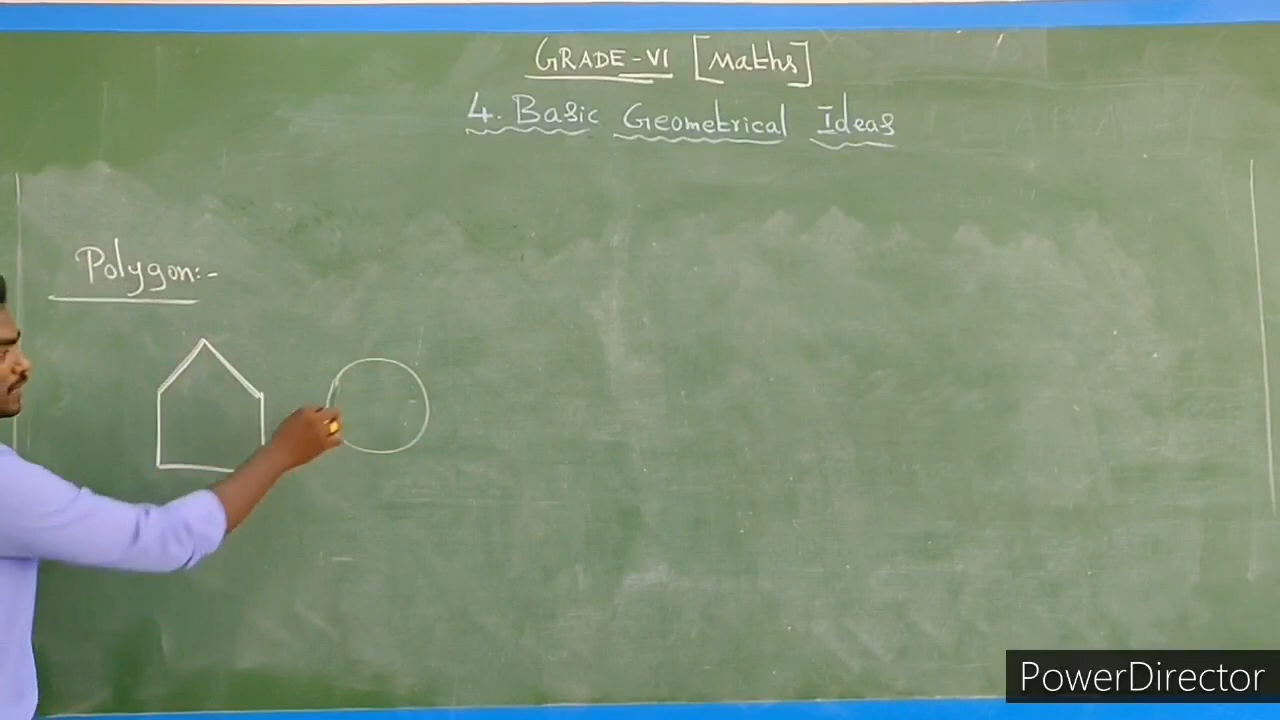 GRADE-VI [Maths]
4. Basic Geometrical Ideas
Polygon:-
PowerDirector